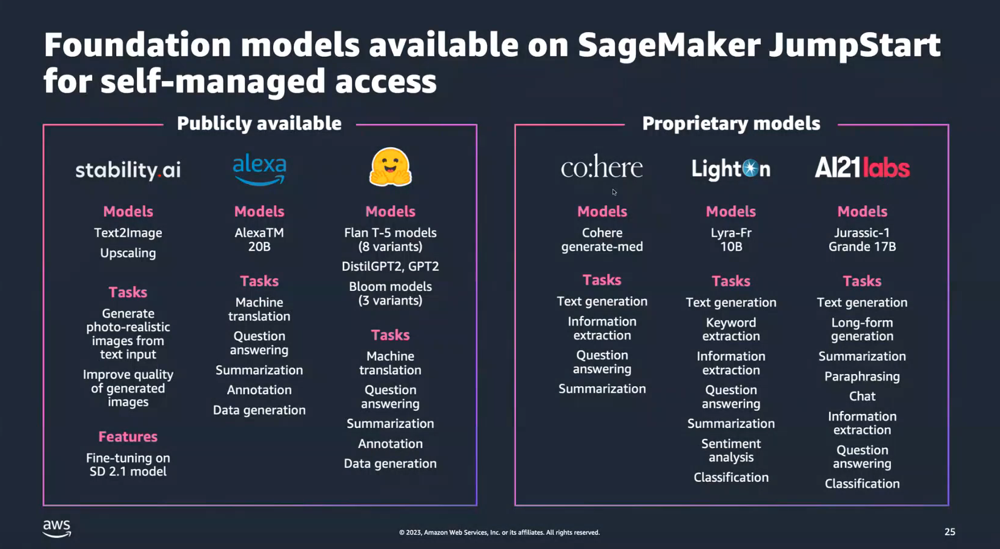 Foundation models available on SageMaker JumpStart
for self-managed access
Publicly available
stability.ai
Models
Text2Image
Upscaling
Tasks
Generate
photo-realistic
images from
text input
Improve quality
of generated
images
Features
Fine-tuning on
SD 2.1 model
alexa
Models
AlexaTM
20B
Tasks
Machine
translation
Question
answering
Summarization
Annotation
Data generation
Models
Flan T-5 models
(8 variants)
DistilGPT2, GPT2
Bloom models
(3 variants)
Tasks
Machine
translation
Question
answering
Summarization
Annotation
Data generation
Proprietary models
co:here
Models
Cohere
generate-med
Tasks
Text generation
Information
extraction
Question
answering
Summarization
LightOn
Models
Lyra-Fr
10B
Tasks
Text generation
Keyword
extraction
Information
extraction
Question
answering
Summarization
Sentiment
analysis
Classification
AI21labs
Models
Jurassic-1
Grande 17B
Tasks
Text generation
Long-form
generation
Summarization
Paraphrasing
Chat
Information
extraction
Question
answering
Classification
aws
© 2023, Amazon Web Services, Inc. or its affiliates. All rights reserved.
25